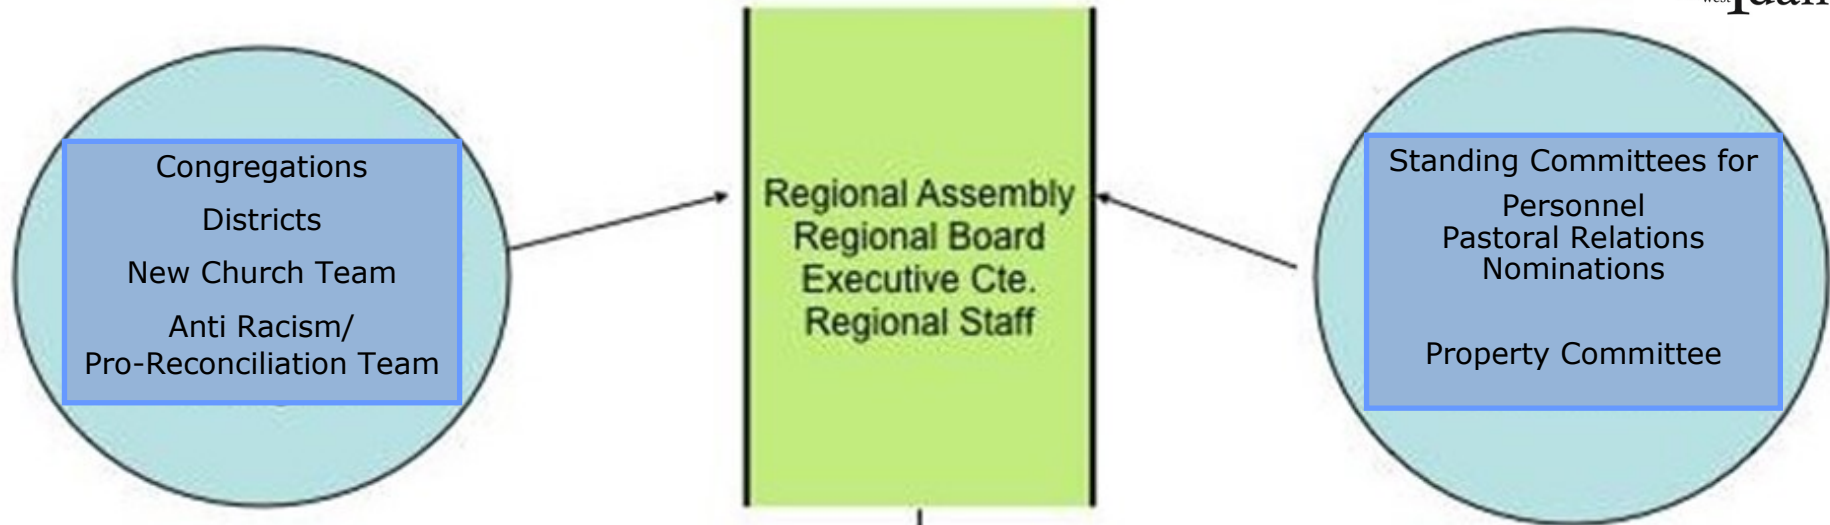 Congregations
Districts
New Church Team
Anti Racism/
Pro-Reconciliation Team
Regional Assembly
Regional Board
Executive Cte.
Regional Staff
Standing Committees for
Personnel
Pastoral Relations
Nominations
Property Committee